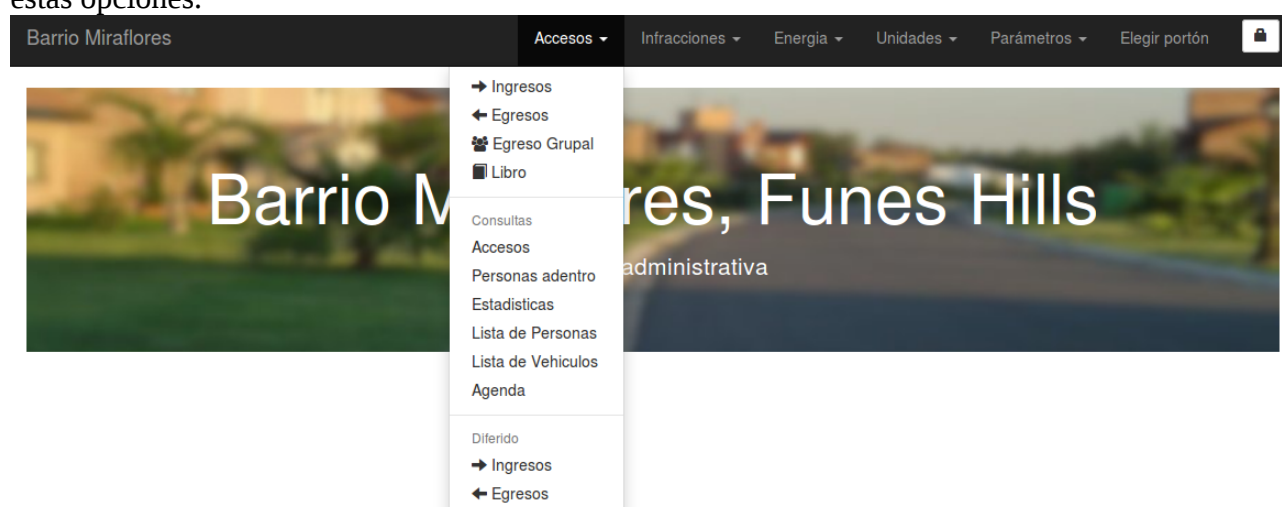 estas opciones.
Barrio Miraflores Accesos Infracciones Energia Unidades Parámetros Elegir portón
Ingresos
Egresos
Egreso Grupal
Libro
Barrio M res, Funes Hills
Consultas
Accesos
administrativa
Personas adentro
Estadisticas
Lista de Personas
Lista de Vehiculos
Agenda
Diferido
Ingresos
Egresos